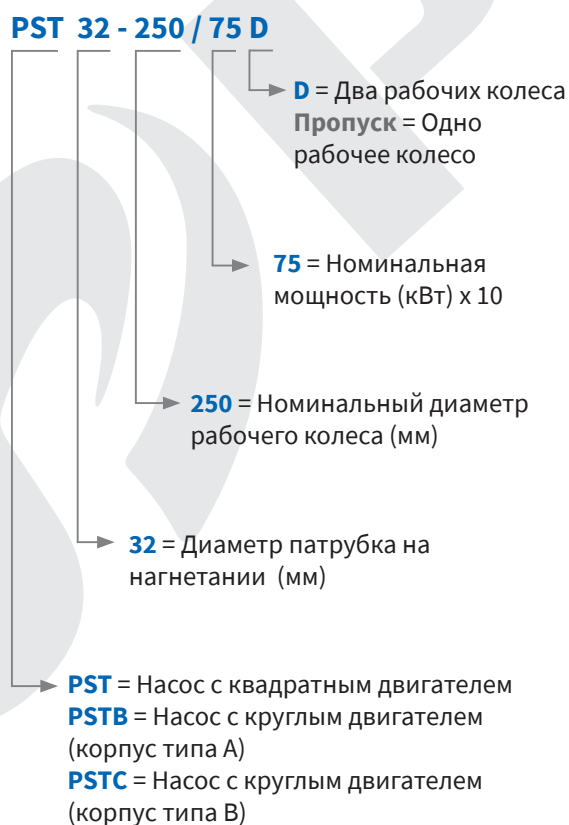 PST 32 - 250 / 75 D
D = Два рабочих колеса
Пропуск = Одно
рабочее колесо
75 = Номинальная
мощность (кВт) x 10
250 = Номинальный диаметр
рабочего колеса (мм)
32 = Диаметр патрубка на
нагнетании (мм)
PST = Насос с квадратным двигателем
PSTB = Насос с круглым двигателем
(корпус типа А)
PSTC = Насос с круглым двигателем
(корпус типа В)